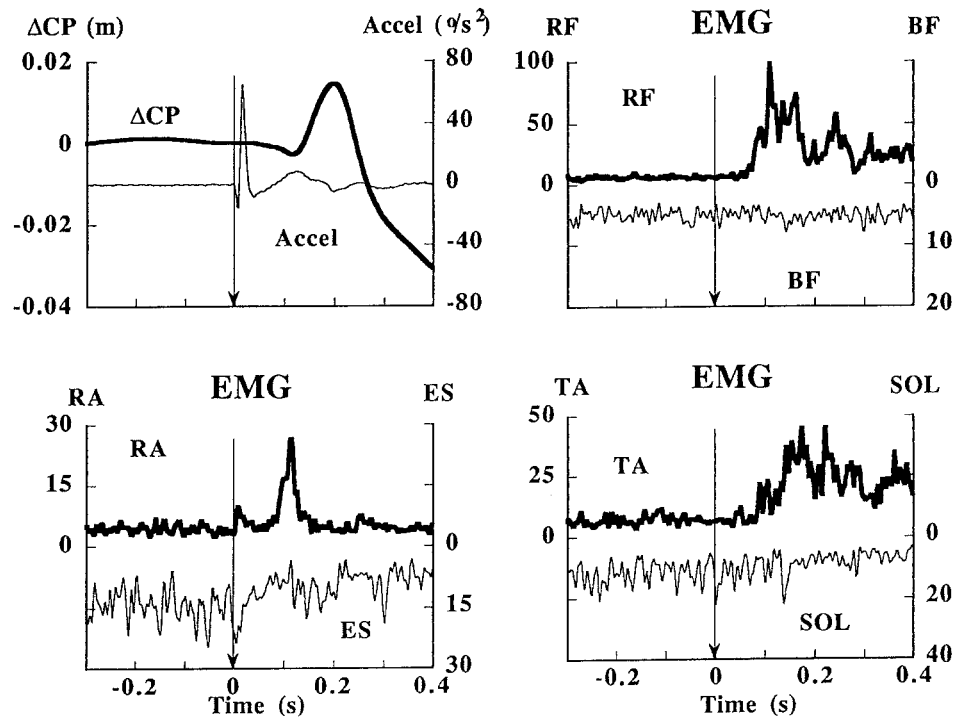 ΔCP (m) Accel (º/s²)
0.02 80
ΔCP 40
0 0
-0.02 Accel -40
-0.04 -80
RF EMG BF
100 RF
50
0 0
10
BF
20
RA EMG ES
30 RA
15
0 0
15
ES
30
-0.2 0 0.2 0.4
Time (s)
TA EMG SOL
50
25 TA
0 0
20
SOL
40
-0.2 0 0.2 0.4
Time (s)